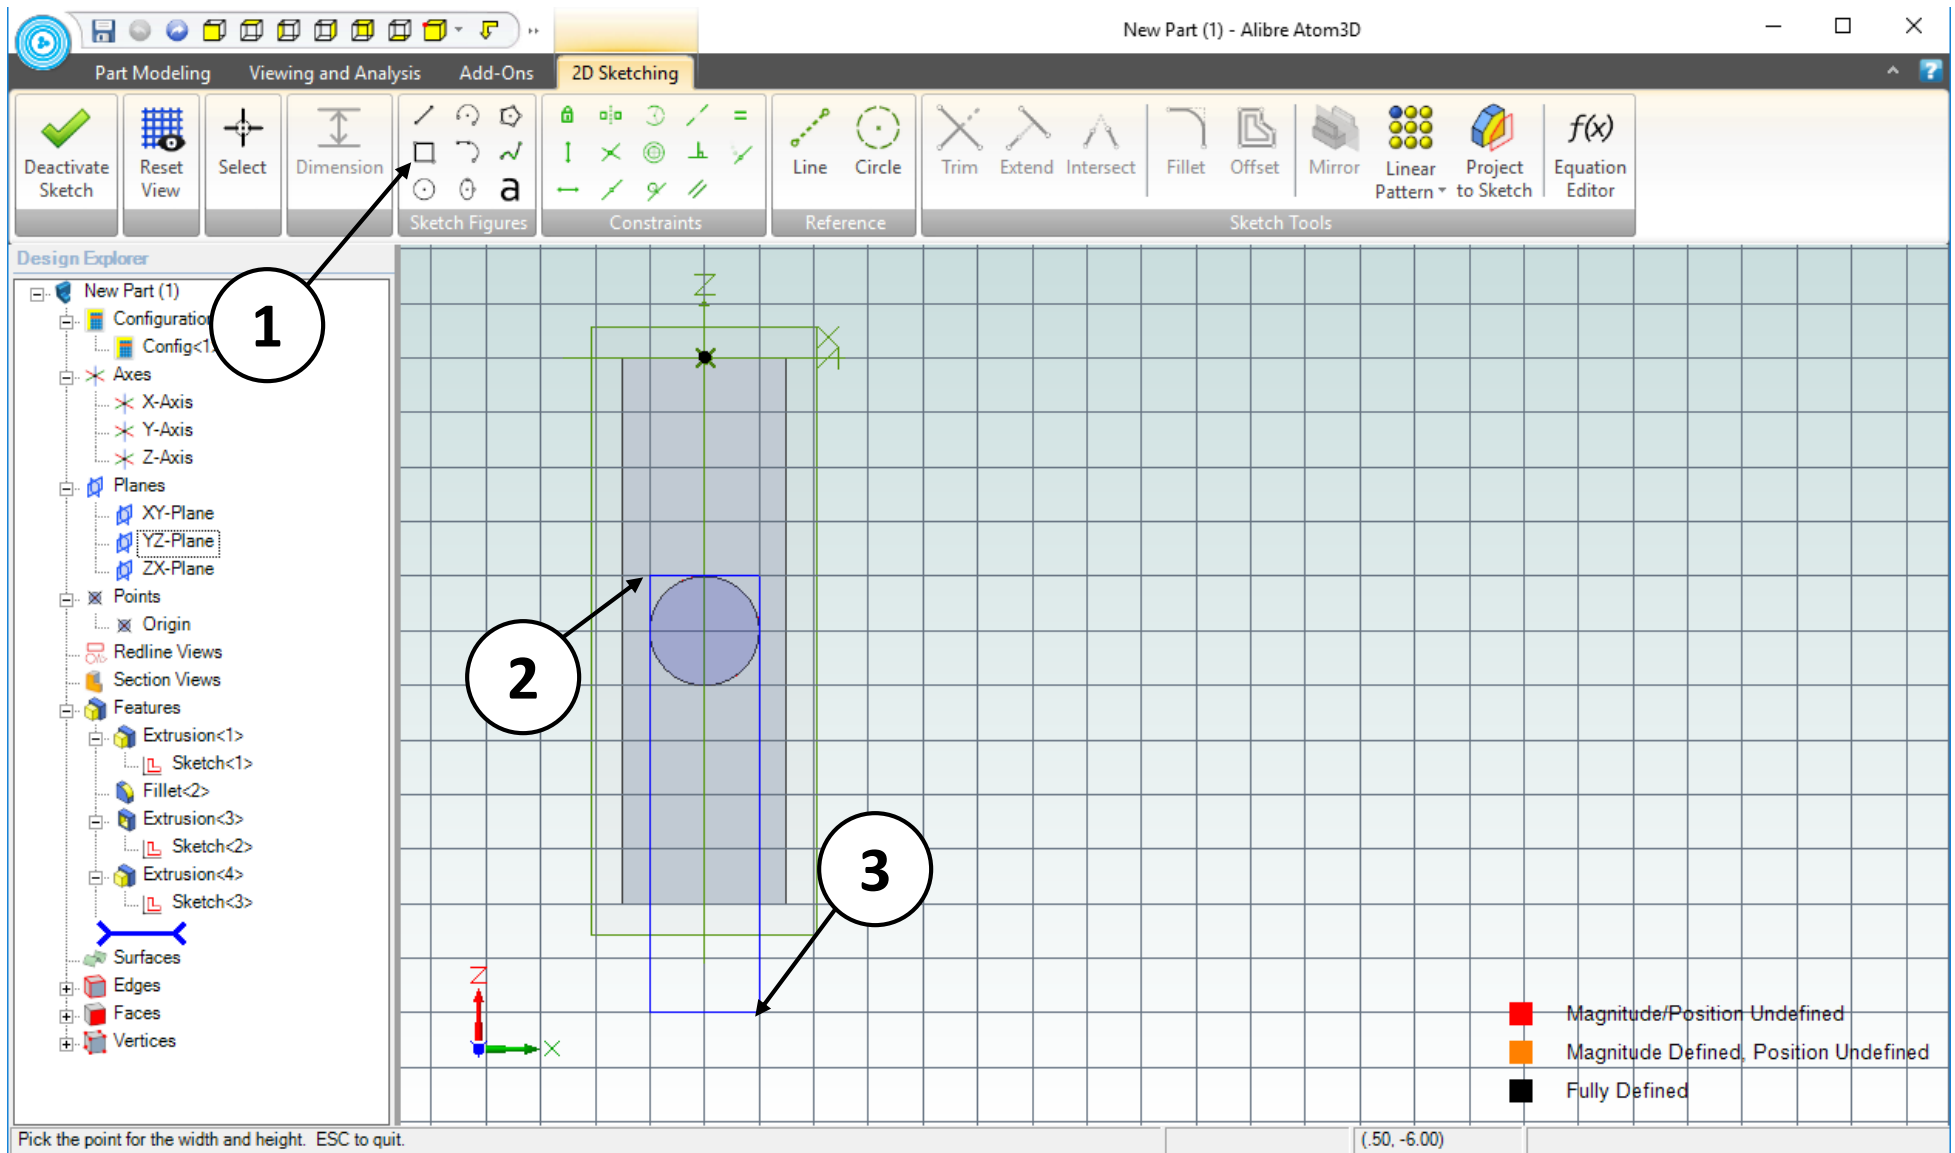 New Part (1) - Alibre Atom3D
Part Modeling
Viewing and Analysis
Add-Ons
2D Sketching
?
Deactivate
Sketch
Reset
View
Select
Dimension
a
Sketch Figures
Constraints
Line
Circle
Reference
Trim
Extend
Intersect
Fillet
Offset
Mirror
Linear
Pattern
Project
to Sketch
f(x)
Equation
Editor
Sketch Tools
Design Explorer
New Part (1)
Config<1
Axes
X-Axis
Y-Axis
Z-Axis
Planes
XY-Plane
YZ-Plane
ZX-Plane
Points
Origin
Redline Views
Section Views
Features
Extrusion<1>
Sketch<1>
Fillet<2>
Extrusion<3>
Sketch<2>
Extrusion<4>
Sketch<3>
Surfaces
Edges
Faces
Vertices
1
2
3
Z
X
Z
X
Magnitude/Position Undefined
Magnitude Defined, Position Undefined
Fully Defined
Pick the point for the width and height. ESC to quit.
(.50, -6.00)